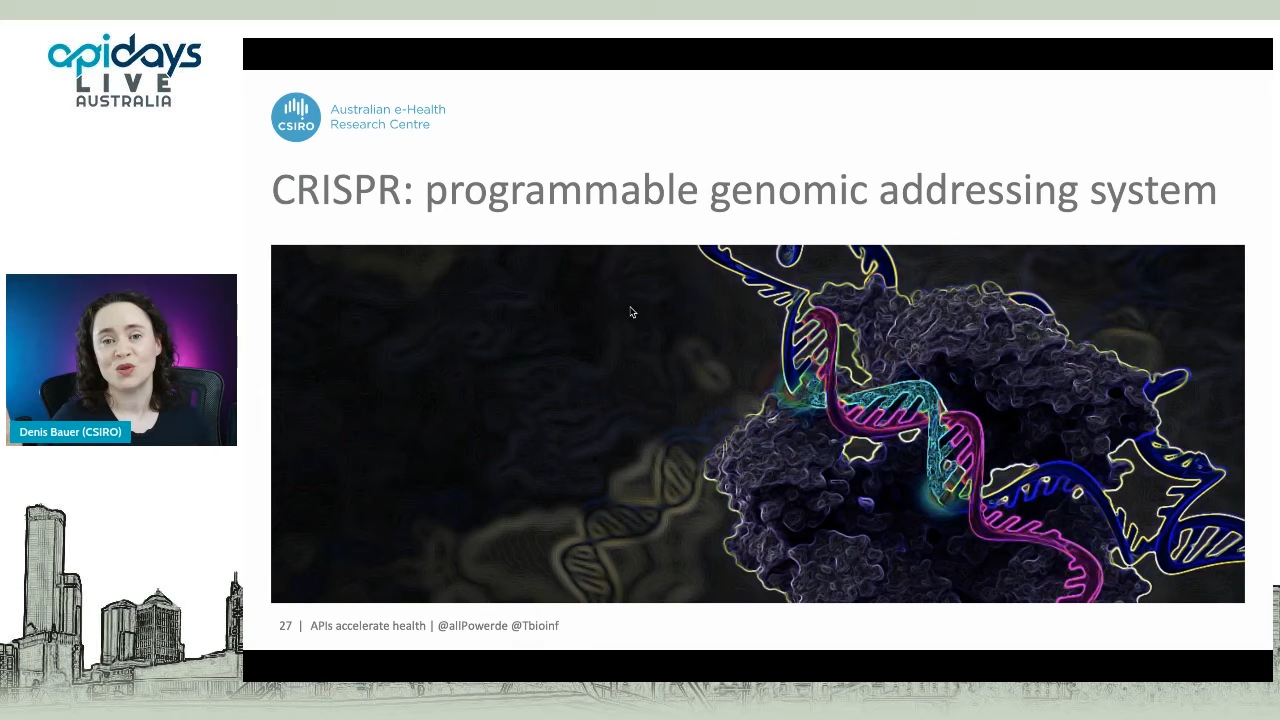 apidays
LIVE
AUSTRALIA
CSIRO
Australian e-Health
Research Centre
CRISPR: programmable genomic addressing system
Denis Bauer (CSIRO)
27 | APIs accelerate health | @allPowerde @Tbioinf